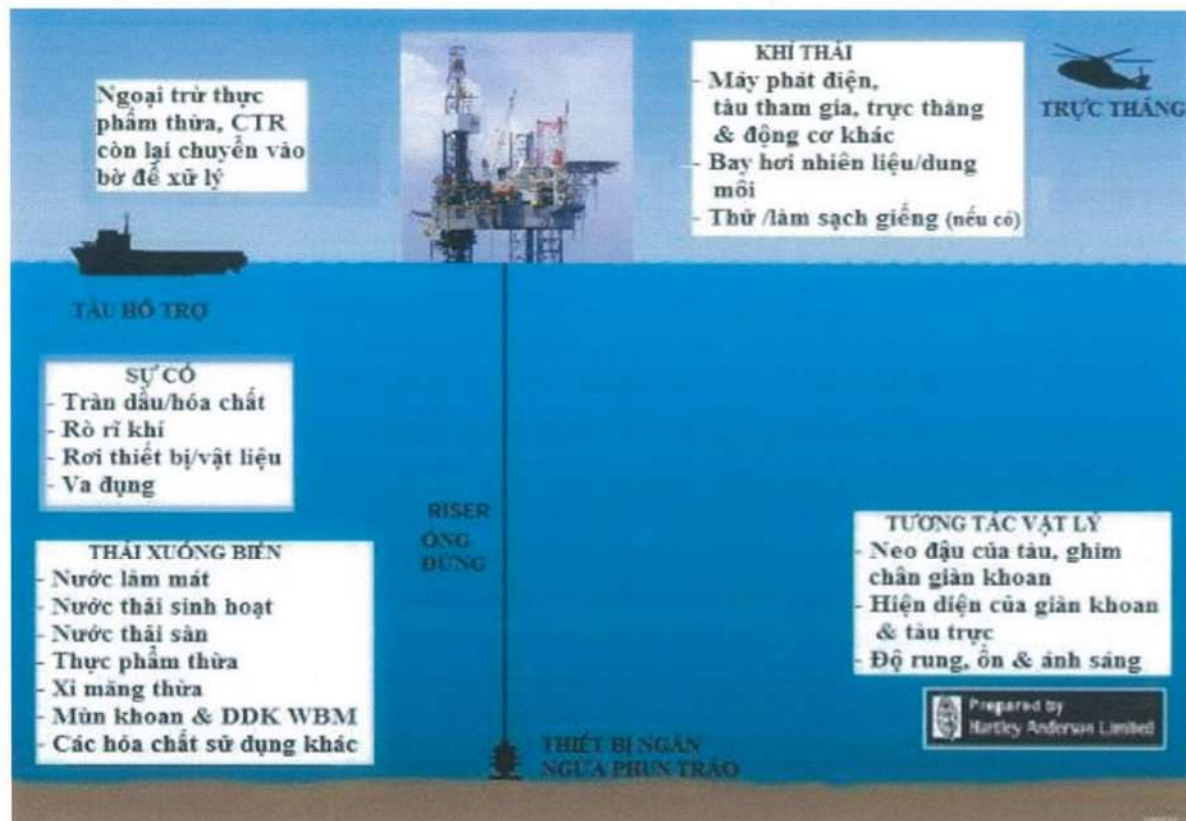 Ngoại trừ thực
phẩm thừa, CTR
còn lại chuyển vào
bờ để xử lý
KHÍ THẢI
- Máy phát điện,
tàu tham gia, trực thăng
& động cơ khác
- Bay hơi nhiên liệu/dung
môi
- Thử /làm sạch giếng (nếu có)
TRỰC THĂNG
TÀU HỖ TRỢ
SỰ CỐ
- Tràn dầu/hóa chất
- Rò rỉ khí
- Rơi thiết bị/vật liệu
- Va đụng
RISER
ỐNG
ĐỨNG
THẢI XUỐNG BIỂN
- Nước làm mát
- Nước thải sinh hoạt
- Nước thải sàn
- Thực phẩm thừa
- Xi măng thừa
- Mùn khoan & DDK WBM
- Các hóa chất sử dụng khác
TƯƠNG TÁC VẬT LÝ
- Neo đậu của tàu, ghim
chân giàn khoan
- Hiện diện của giàn khoan
& tàu trực
- Độ rung, ồn & ánh sáng
Prepared by
Hartley Anderson Limited
THIẾT BỊ NGĂN
NGỪA PHUN TRÀO